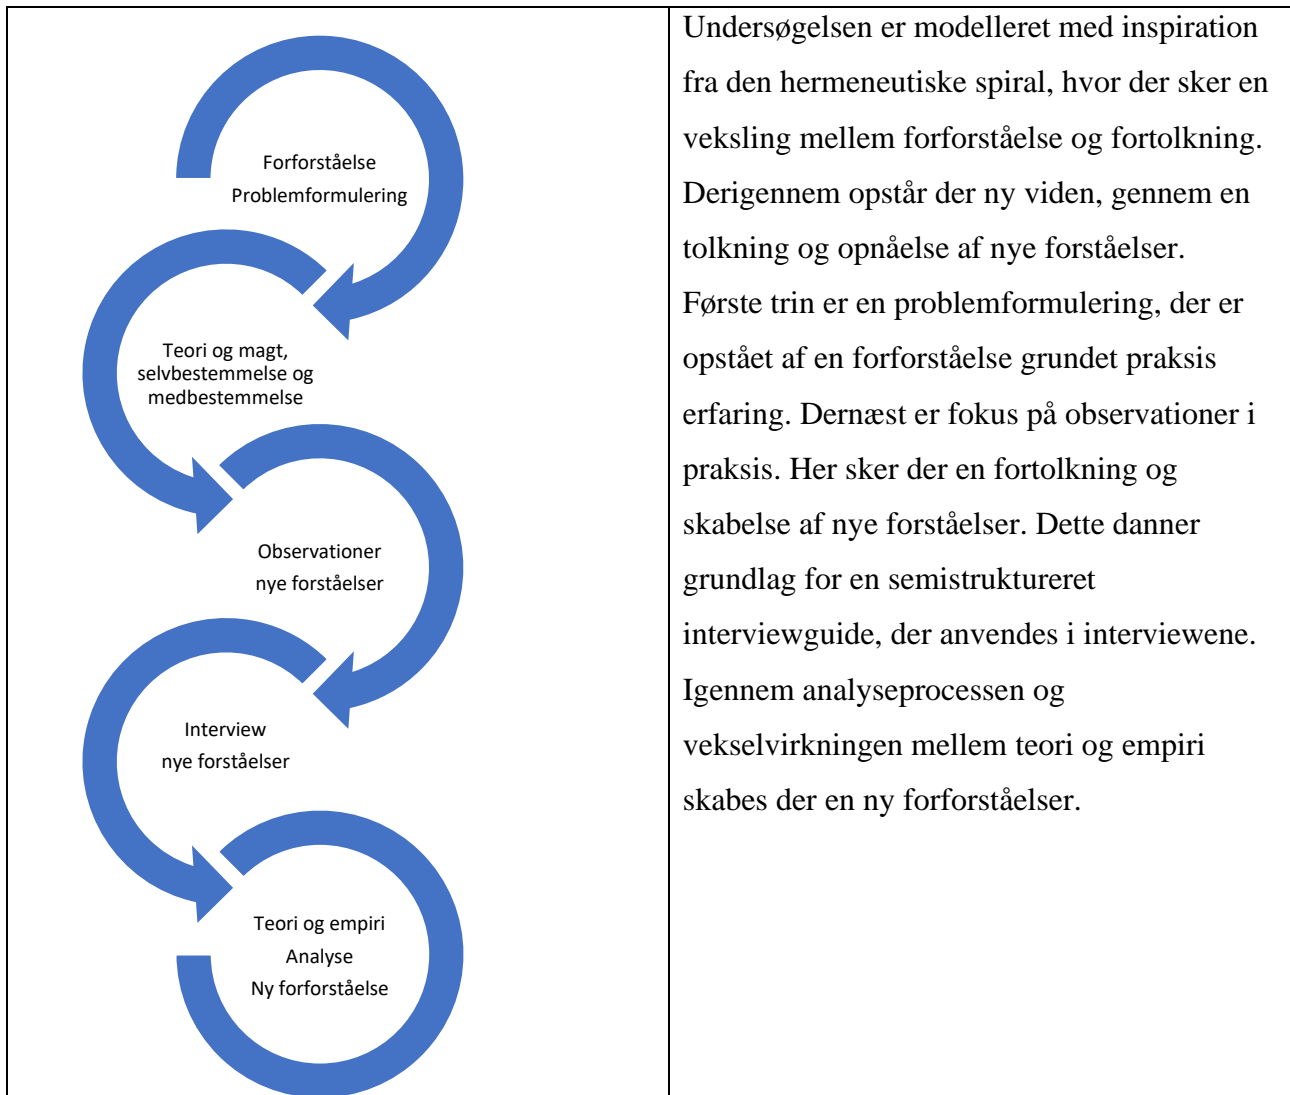 Forforståelse
Problemformulering
Teori og magt,
selvbestemmelse og
medbestemmelse
Observationer
nye forståelser
Interview
nye forståelser
Teori og empiri
Analyse
Ny forforståelse
Undersøgelsen er modelleret med inspiration
fra den hermeneutiske spiral, hvor der sker en
veksling mellem forforståelse og fortolkning.
Derigennem opstår der ny viden, gennem en
tolkning og opnåelse af nye forståelser.
Første trin er en problemformulering, der er
opstået af en forforståelse grundet praksis
erfaring. Dernæst er fokus på observationer i
praksis. Her sker der en fortolkning og
skabelse af nye forståelser. Dette danner
grundlag for en semistruktureret
interviewguide, der anvendes i interviewene.
Igennem analyseprocessen og
vekselvirkningen mellem teori og empiri
skabes der en ny forforståelser.